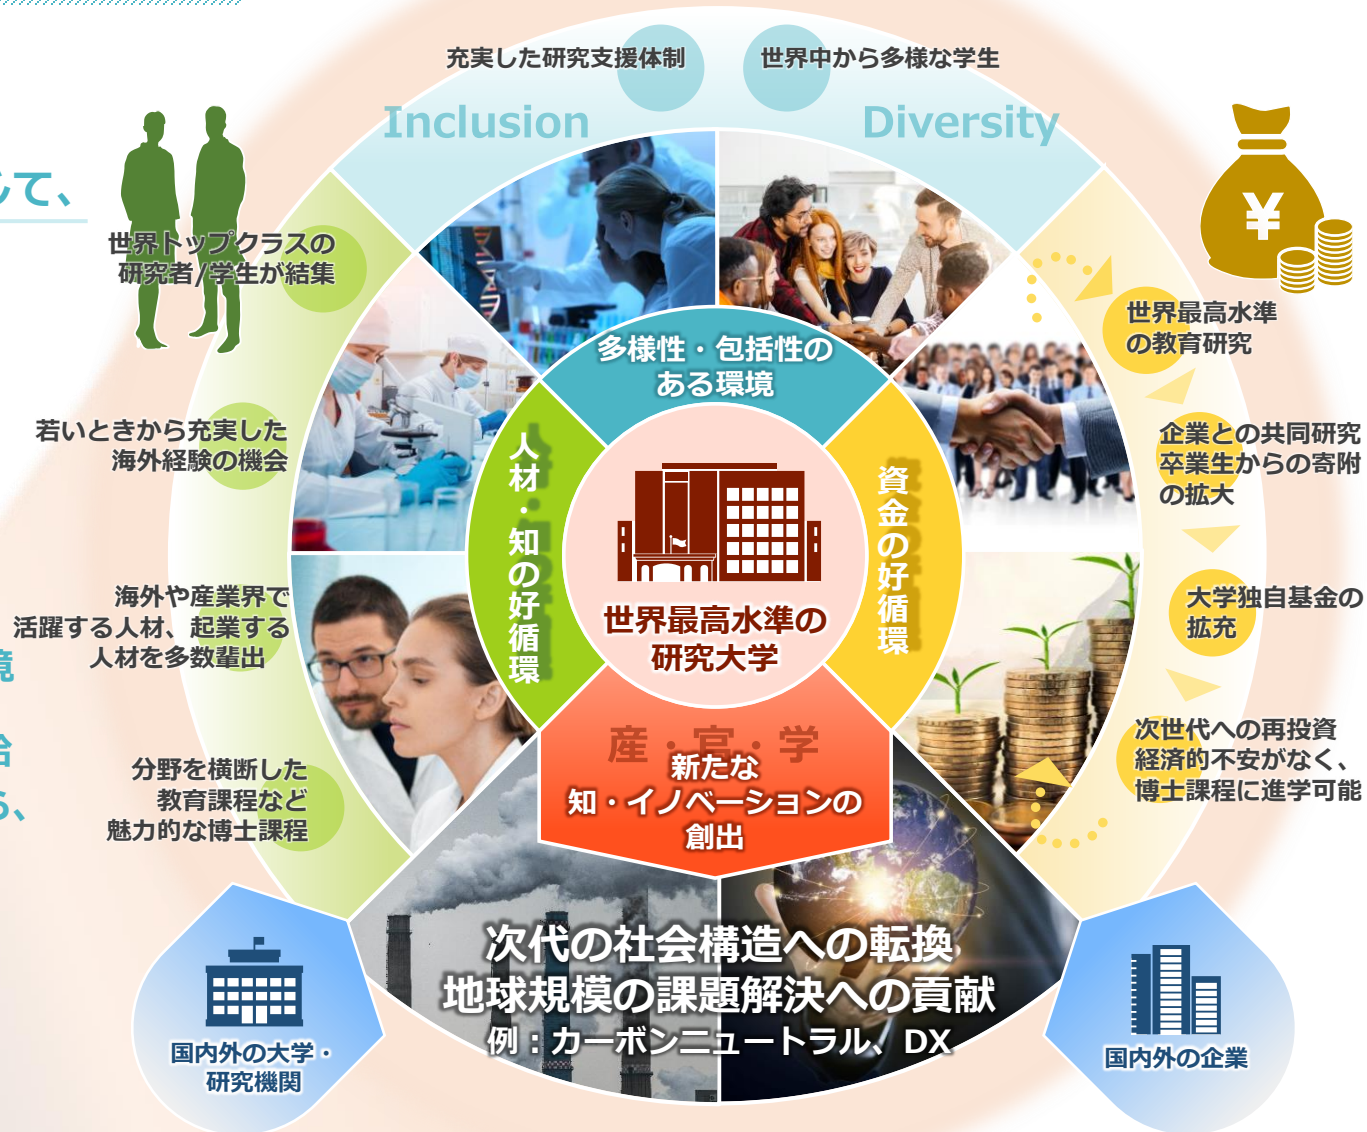 充実した研究支援体制
世界中から多様な学生
Inclusion
Diversity
して、
世界トップクラスの
研究者/学生が結集
¥
世界最高水準
の教育研究
多様性・包括性の
ある環境
若いときから充実した
海外経験の機会
人材・知の好循環
資金の好循環
企業との共同研究
卒業生からの寄附
の拡大
世界最高水準の
研究大学
海外や産業界で
活躍する人材、起業する
人材を多数輩出
大学独自基金の
拡充
境
産・官・学
新たな
知・イノベーションの
創出
次世代への再投資
経済的不安がなく、
博士課程に進学可能
分野を横断した
教育課程など
魅力的な博士課程
次代の社会構造への転換
地球規模の課題解決への貢献
例：カーボンニュートラル、DX
国内外の大学・
研究機関
国内外の企業